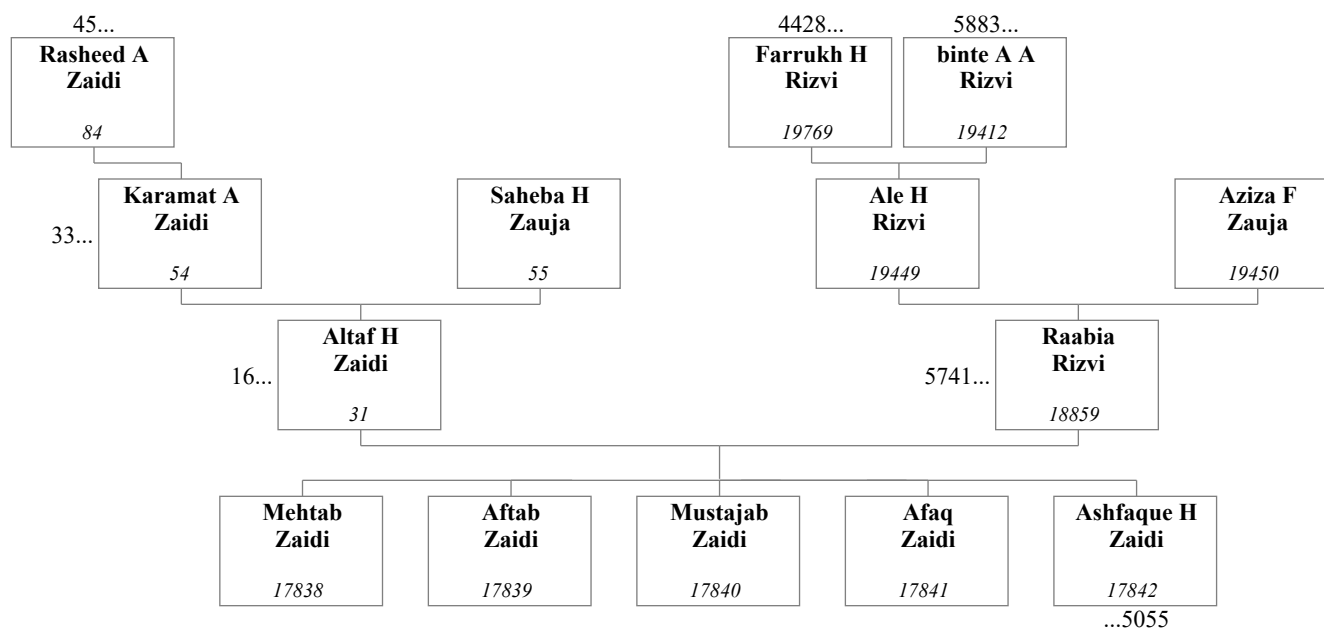 45...
4428...
5883...
Rasheed A
Zaidi
84
Farrukh H
Rizvi
19769
binte A A
Rizvi
19412
33...
Karamat A
Zaidi
54
Saheba H
Zauja
55
Ale H
Rizvi
19449
Aziza F
Zauja
19450
16...
Altaf H
Zaidi
31
5741...
Raabia
Rizvi
18859
Mehtab
Zaidi
17838
Aftab
Zaidi
17839
Mustajab
Zaidi
17840
Afaq
Zaidi
17841
Ashfaque H
Zaidi
17842
...5055